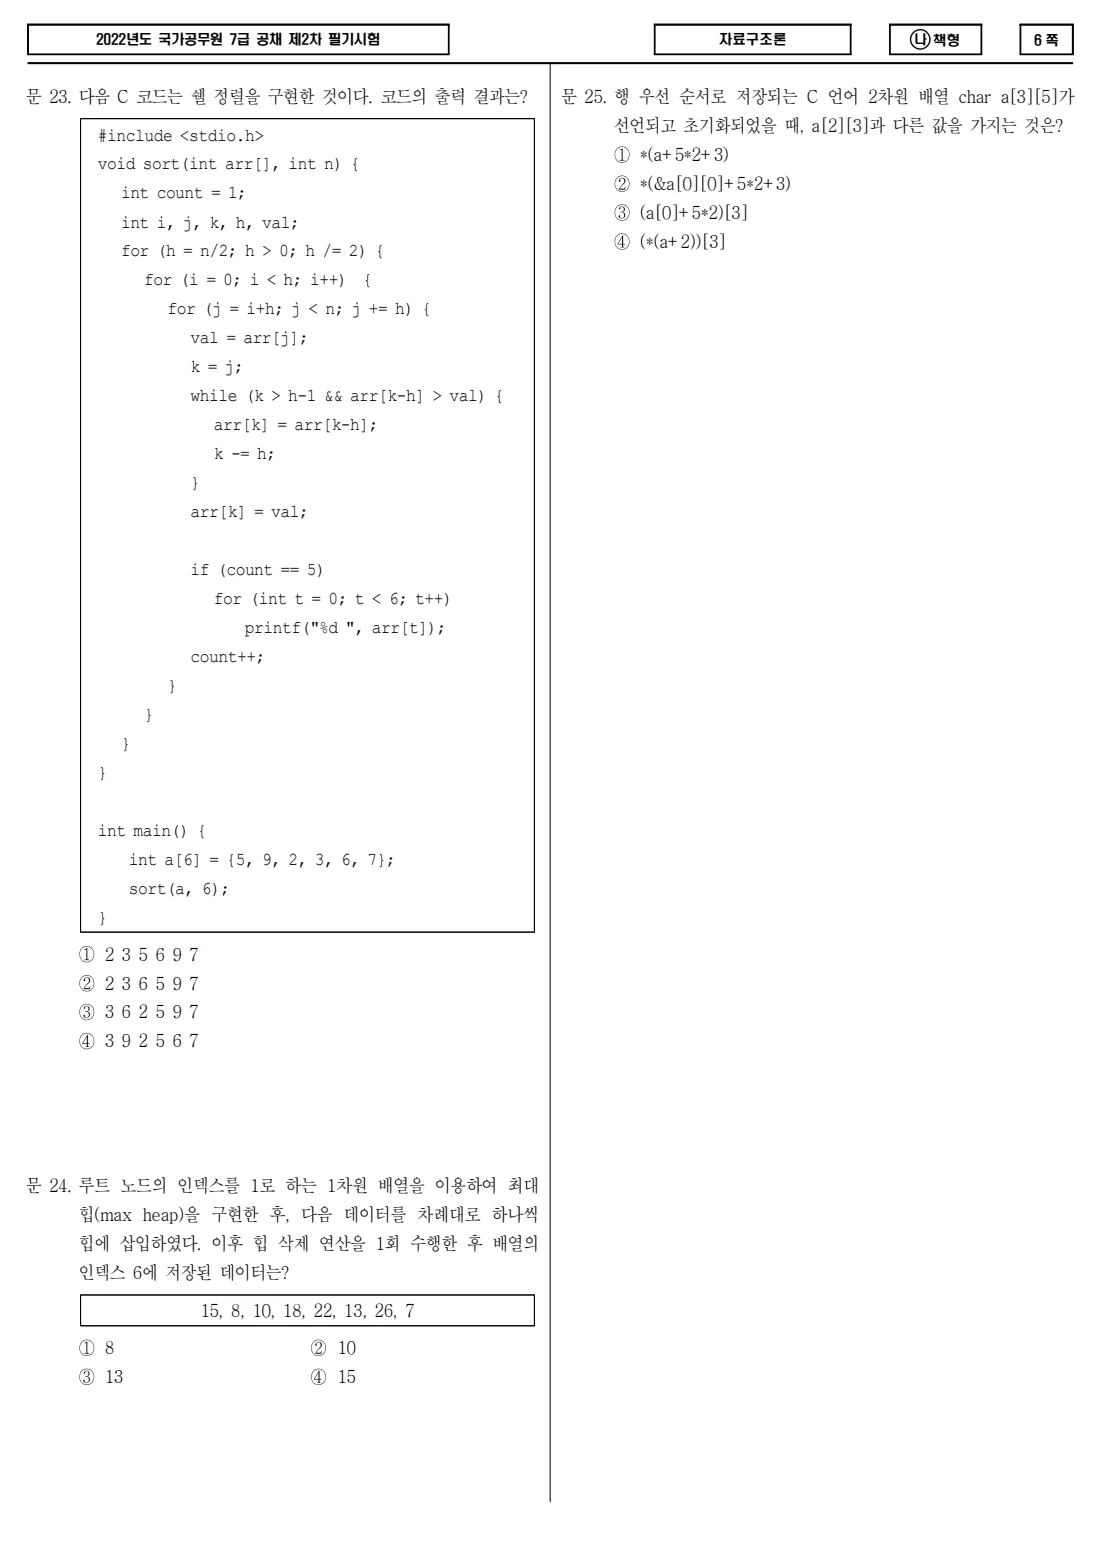 2022년도 국가공무원 7급 공채 제2차 필기시험
자료구조론
㉯책형
6 쪽
문 23. 다음 C 코드는 쉘 정렬을 구현한 것이다. 코드의 출력 결과는?
#include <stdio.h>
void sort(int arr[], int n) {
int count = 1;
int i, j, k, h, val;
for (h = n/2; h > 0; h /= 2) {
for (i = 0; i < h; i++) {
for (j = i+h; j < n; j += h) {
val = arr[j];
k = j;
while (k > h-1 && arr[k-h] > val) {
arr[k] = arr[k-h];
k -= h;
}
arr[k] = val;
if (count == 5)
for (int t = 0; t < 6; t++)
printf("%d ", arr[t]);
count++;
}
}
}
}
int main() {
int a[6] = {5, 9, 2, 3, 6, 7};
sort(a, 6);
}
① 2 3 5 6 9 7
② 2 3 6 5 9 7
③ 3 6 2 5 9 7
④ 3 9 2 5 6 7
문 24. 루트 노드의 인덱스를 1로 하는 1차원 배열을 이용하여 최대
힙(max heap)을 구현한 후, 다음 데이터를 차례대로 하나씩
힙에 삽입하였다. 이후 힙 삭제 연산을 1회 수행한 후 배열의
인덱스 6에 저장된 데이터는?
15, 8, 10, 18, 22, 13, 26, 7
① 8 ② 10
③ 13 ④ 15
문 25. 행 우선 순서로 저장되는 C 언어 2차원 배열 char a[3][5]가
선언되고 초기화되었을 때, a[2][3]과 다른 값을 가지는 것은?
① *(a+5*2+3)
② *(&a[0][0]+5*2+3)
③ (a[0]+5*2)[3]
④ (*(a+2))[3]